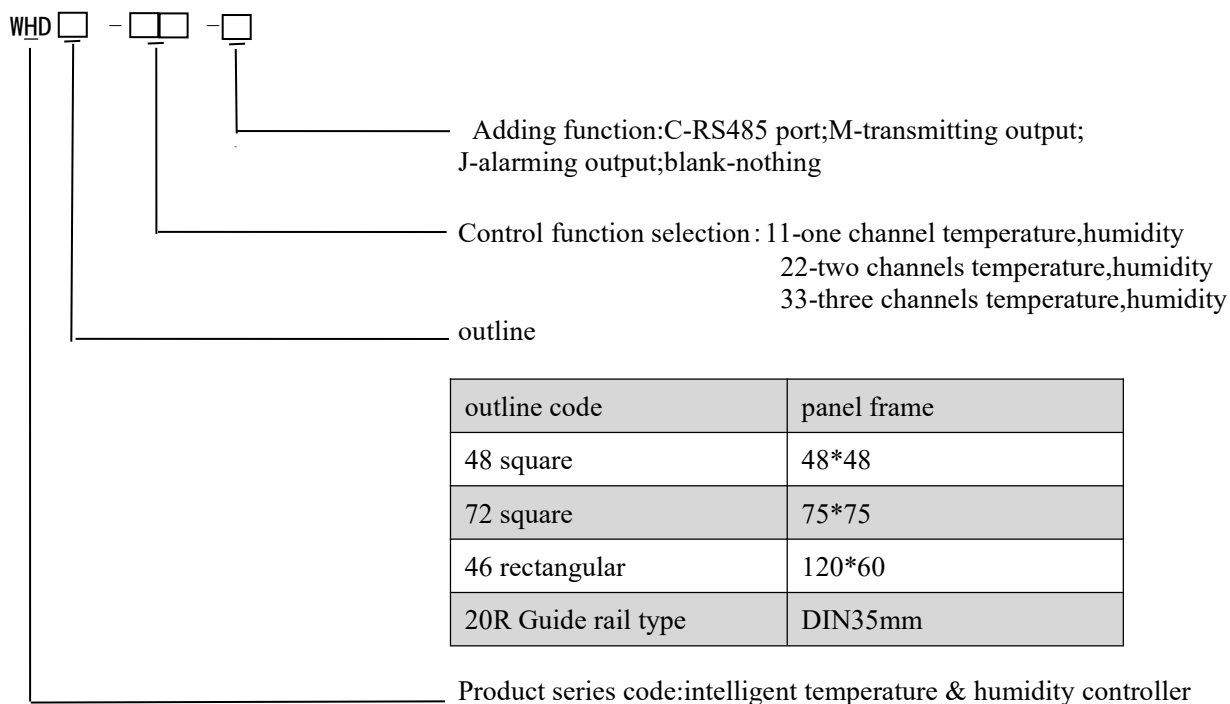 WHD□ -□□ -□
Adding function:C-RS485 port;M-transmitting output;
J-alarming output;blank-nothing
Control function selection: 11-one channel temperature,humidity
22-two channels temperature,humidity
33-three channels temperature,humidity
outline
outline code panel frame
48 square 48*48
72 square 75*75
46 rectangular 120*60
20R Guide rail type DIN35mm
Product series code:intelligent temperature & humidity controller